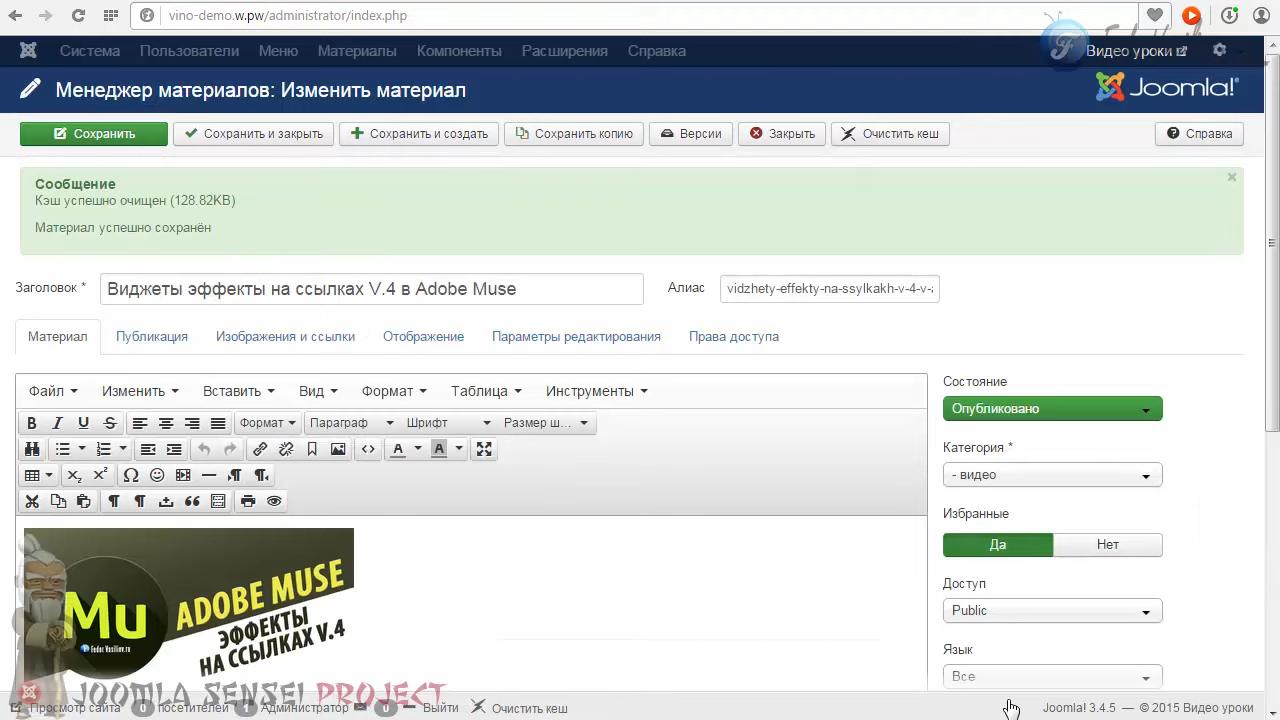 vino-demo.w.pw/administrator/index.php
Система Пользователи Меню Материалы Компоненты Расширения Справка Видео уроки
Менеджер материалов: Изменить материал Joomla!
Сохранить Сохранить и закрыть Сохранить и создать Сохранить копию Версии Закрыть Очистить кеш Справка
Сообщение
Кэш успешно очищен (128.82KB)
Материал успешно сохранён
Заголовок * Виджеты эффекты на ссылках V.4 в Adobe Muse Алиас vidzhety-effekty-na-ssylkakh-v-4-v-
Материал Публикация Изображения и ссылки Отображение Параметры редактирования Права доступа
Файл Изменить Вставить Вид Формат Таблица Инструменты
Формат Параграф Шрифт Размер ш...
Состояние
Опубликовано
Категория *
- видео
Избранные
Да Нет
Доступ
Public
Язык
Все
Mu
ADOBE MUSE
ЭФФЕКТЫ
НА ССЫЛКАХ V.4
Fedor Vasiliev.ru
JOOMLA SENSEI PROJECT
Просмотр сайта 0 посетителей 1 Администратор 0 Выйти Очистить кеш Joomla! 3.4.5 — © 2015 Видео уроки